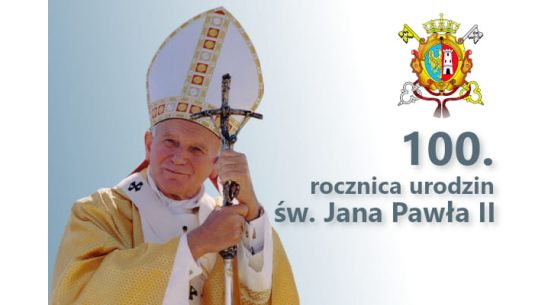 100.
rocznica urodzin
św. Jana Pawła II